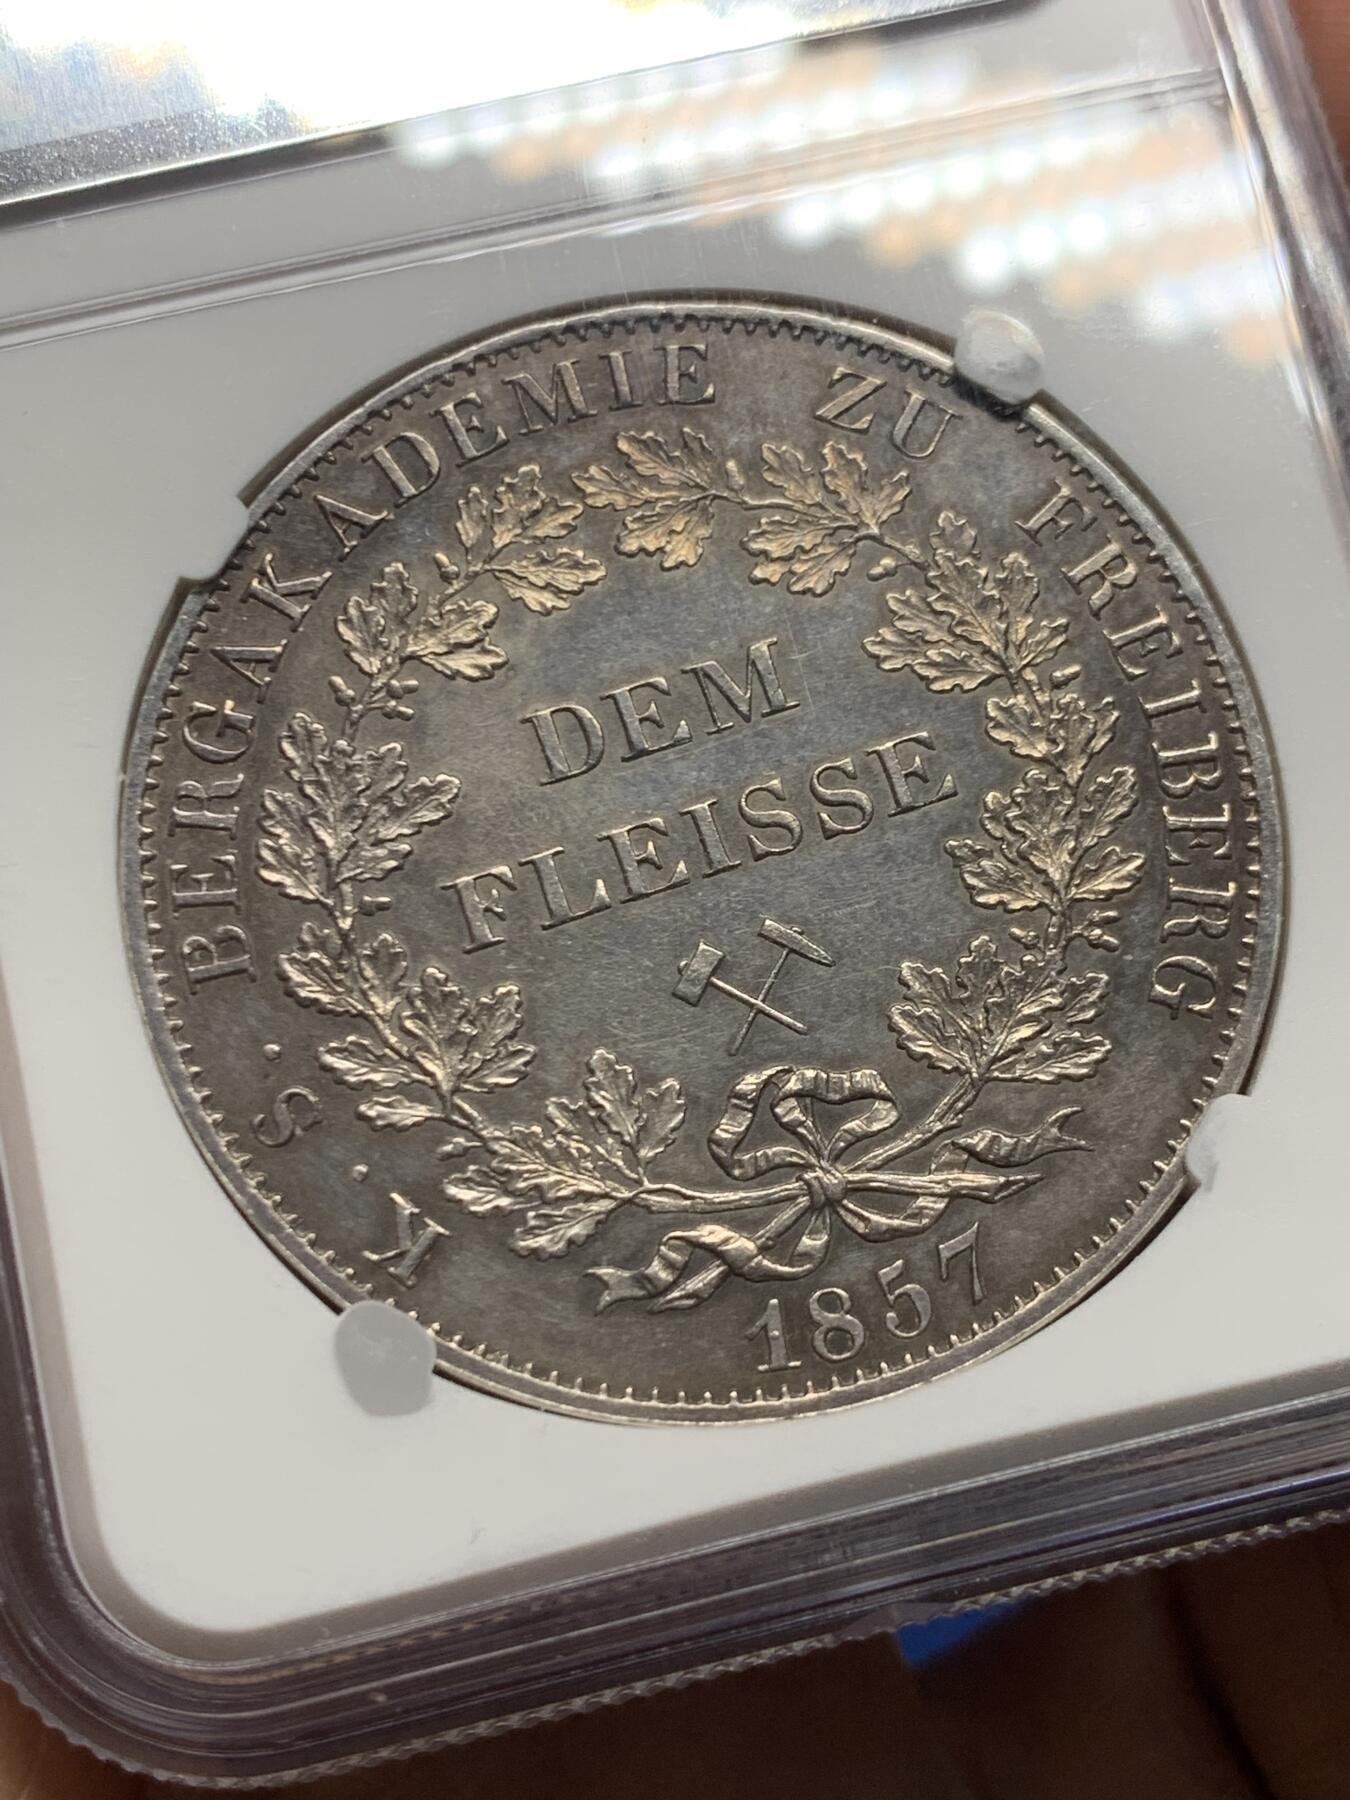 K · S · BERGAKADEMIE ZU FREIBERG
DEM
FLEISSE
1857